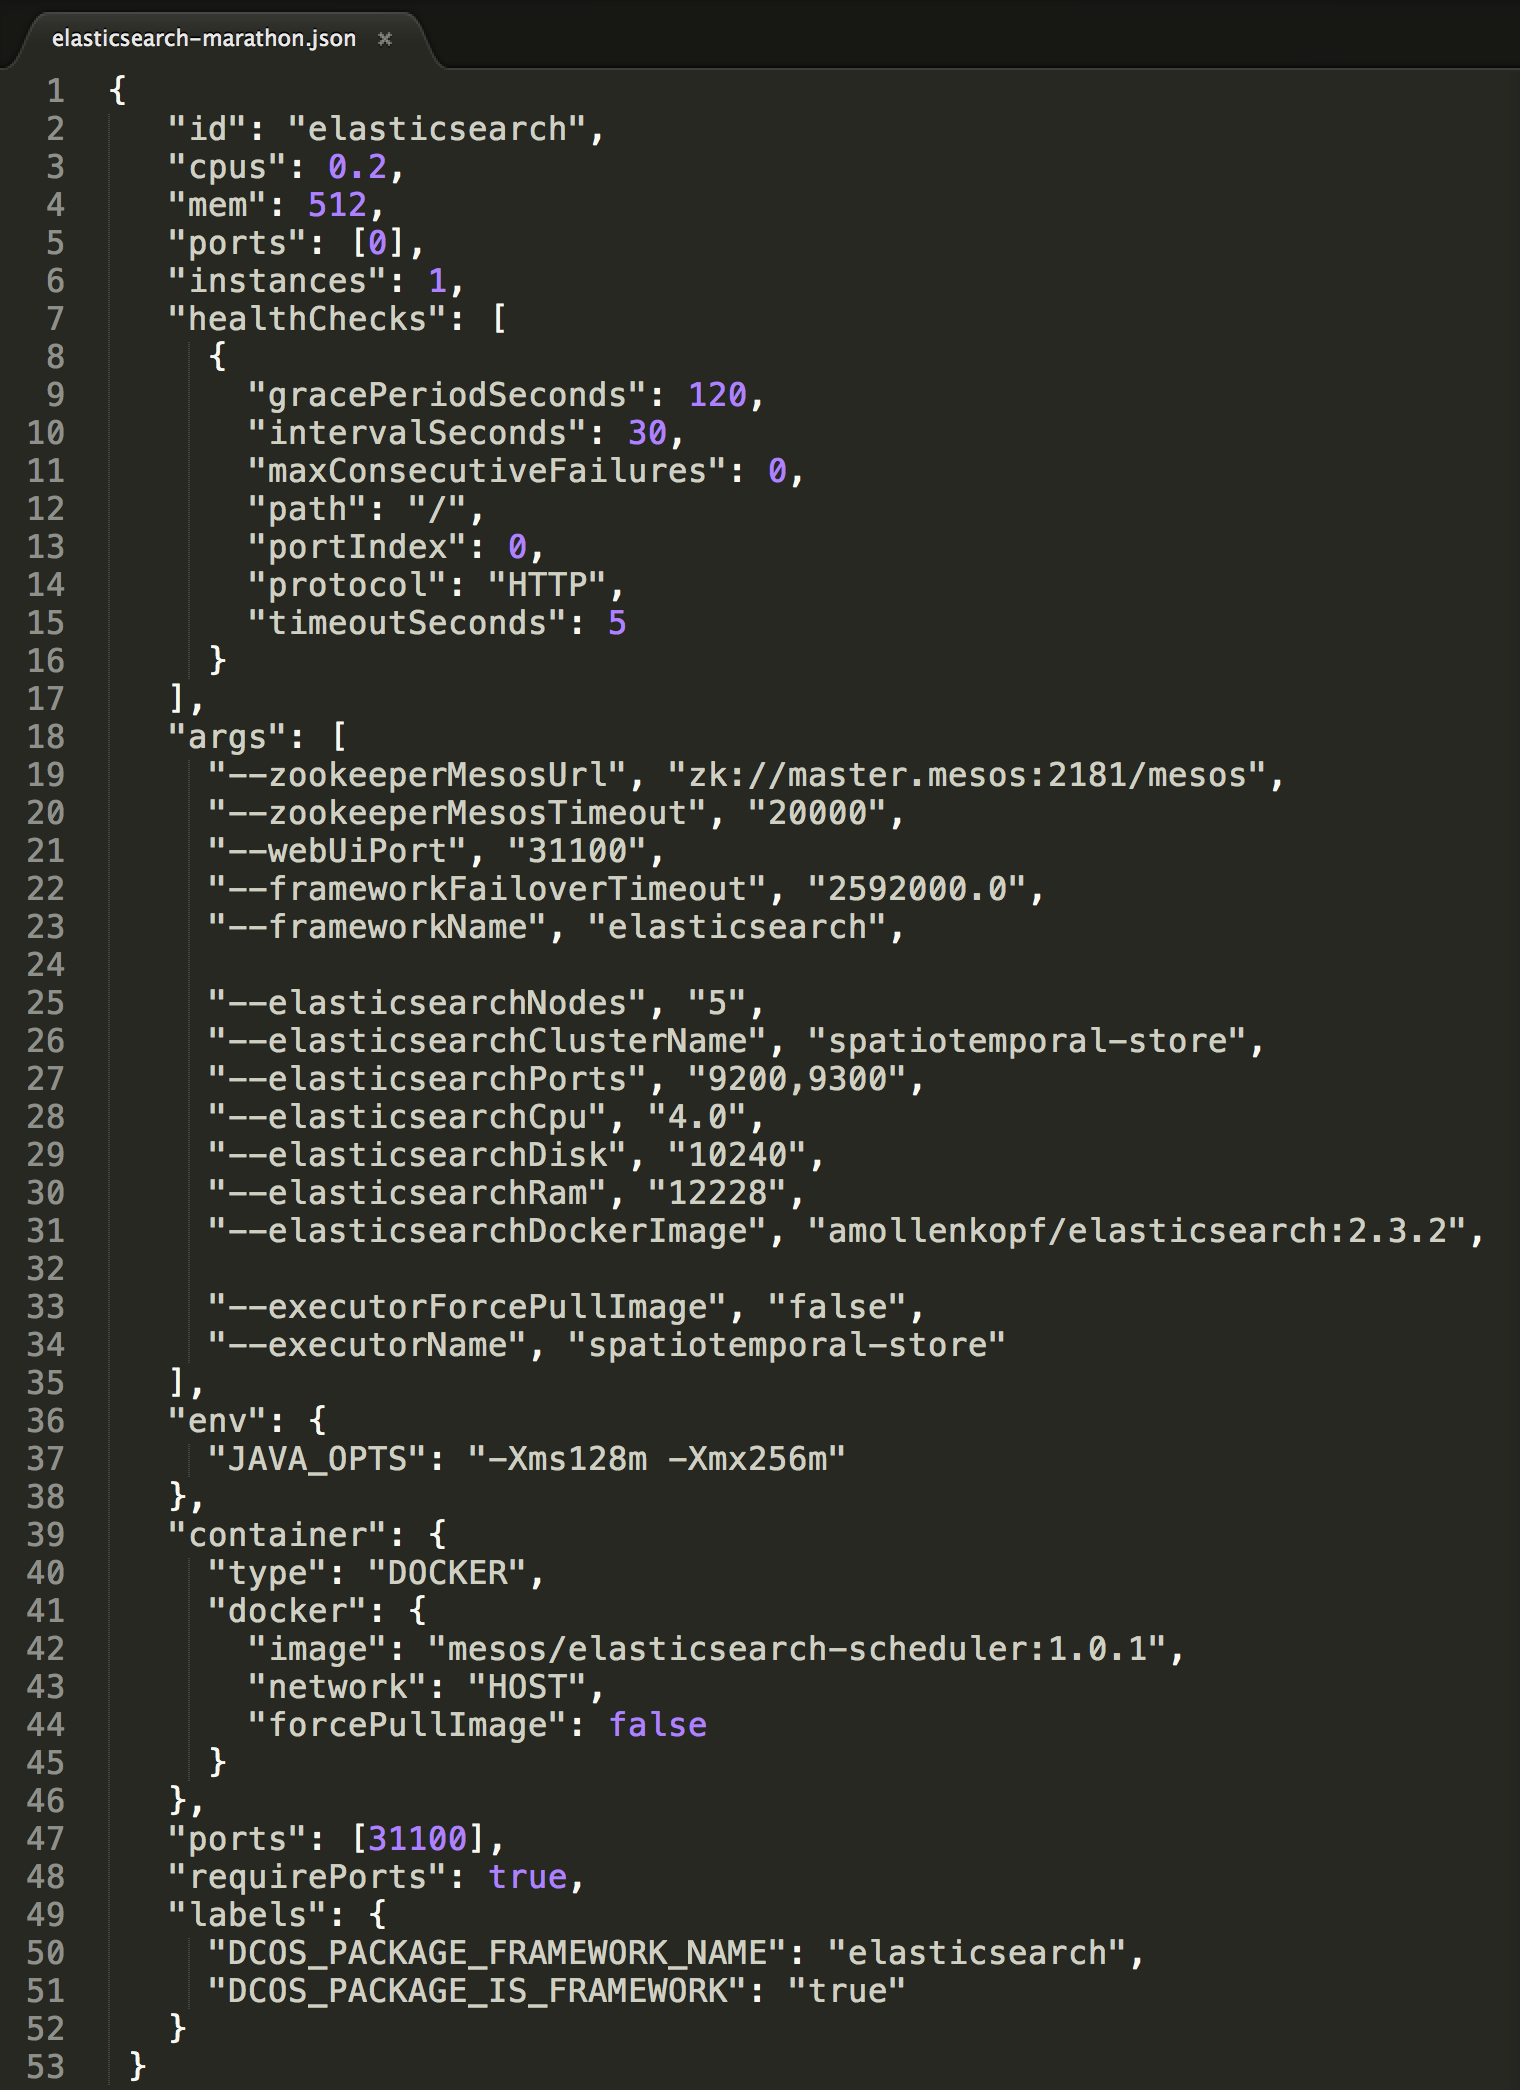 elasticsearch-marathon.json ×
1 {
2 "id": "elasticsearch",
3 "cpus": 0.2,
4 "mem": 512,
5 "ports": [0],
6 "instances": 1,
7 "healthChecks": [
8 {
9 "gracePeriodSeconds": 120,
10 "intervalSeconds": 30,
11 "maxConsecutiveFailures": 0,
12 "path": "/",
13 "portIndex": 0,
14 "protocol": "HTTP",
15 "timeoutSeconds": 5
16 }
17 ],
18 "args": [
19 "--zookeeperMesosUrl", "zk://master.mesos:2181/mesos",
20 "--zookeeperMesosTimeout", "20000",
21 "--webUiPort", "31100",
22 "--frameworkFailoverTimeout", "2592000.0",
23 "--frameworkName", "elasticsearch",
24
25 "--elasticsearchNodes", "5",
26 "--elasticsearchClusterName", "spatiotemporal-store",
27 "--elasticsearchPorts", "9200,9300",
28 "--elasticsearchCpu", "4.0",
29 "--elasticsearchDisk", "10240",
30 "--elasticsearchRam", "12228",
31 "--elasticsearchDockerImage", "amollenkopf/elasticsearch:2.3.2",
32
33 "--executorForcePullImage", "false",
34 "--executorName", "spatiotemporal-store"
35 ],
36 "env": {
37 "JAVA_OPTS": "-Xms128m -Xmx256m"
38 },
39 "container": {
40 "type": "DOCKER",
41 "docker": {
42 "image": "mesos/elasticsearch-scheduler:1.0.1",
43 "network": "HOST",
44 "forcePullImage": false
45 }
46 },
47 "ports": [31100],
48 "requirePorts": true,
49 "labels": {
50 "DCOS_PACKAGE_FRAMEWORK_NAME": "elasticsearch",
51 "DCOS_PACKAGE_IS_FRAMEWORK": "true"
52 }
53 }